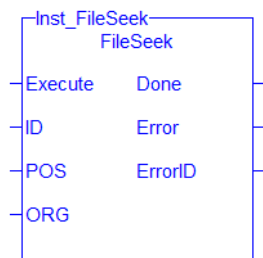 Inst_FileSeek
FileSeek
Execute Done
ID Error
POS ErrorID
ORG